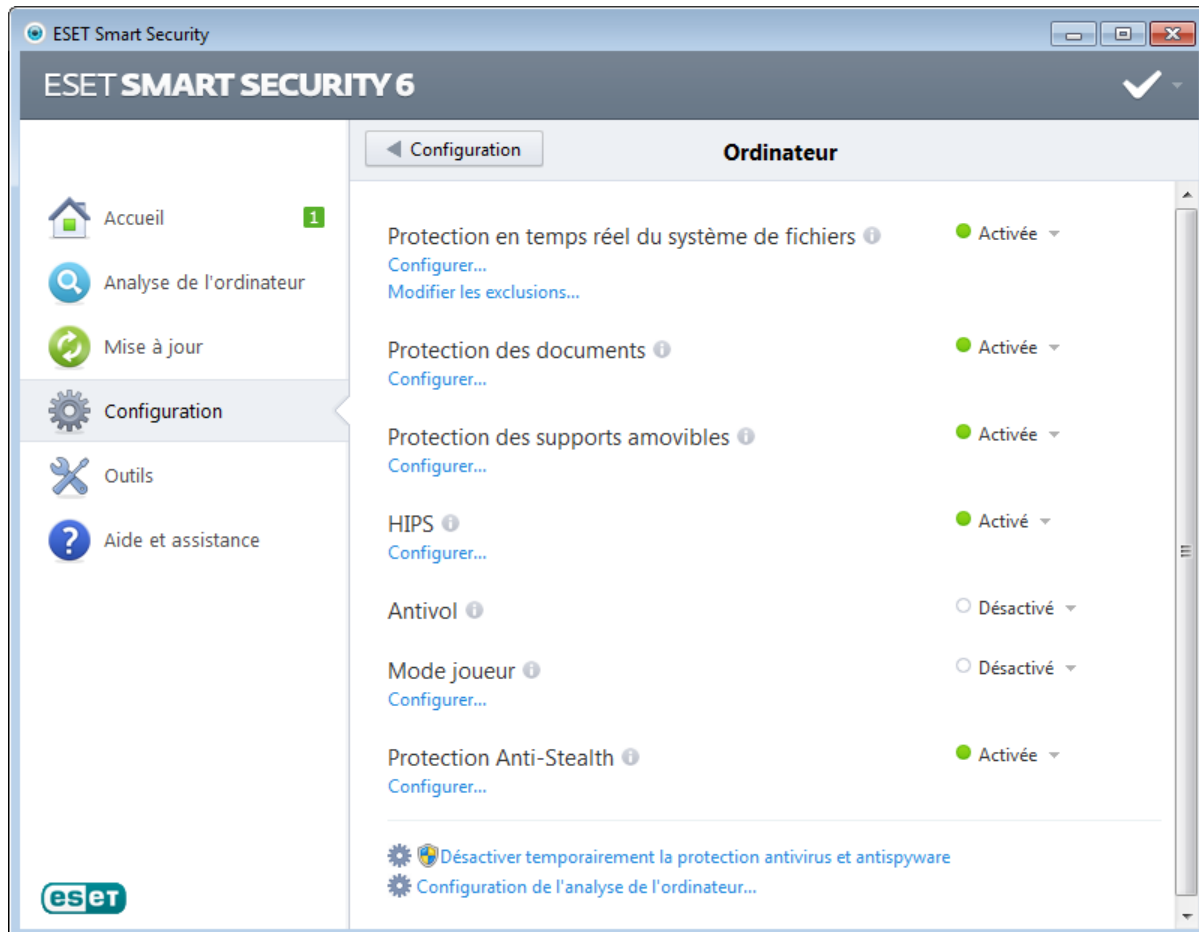 ESET Smart Security
ESET SMART SECURITY 6
Configuration
Ordinateur
Accueil
1
Analyse de l'ordinateur
Mise à jour
Configuration
Outils
Aide et assistance
Protection en temps réel du système de fichiers
Activée
Configurer...
Modifier les exclusions...
Protection des documents
Activée
Configurer...
Protection des supports amovibles
Activée
Configurer...
HIPS
Activé
Configurer...
Antivol
Désactivé
Mode joueur
Désactivé
Configurer...
Protection Anti-Stealth
Activée
Configurer...
Désactiver temporairement la protection antivirus et antispyware
Configuration de l'analyse de l'ordinateur...
eset